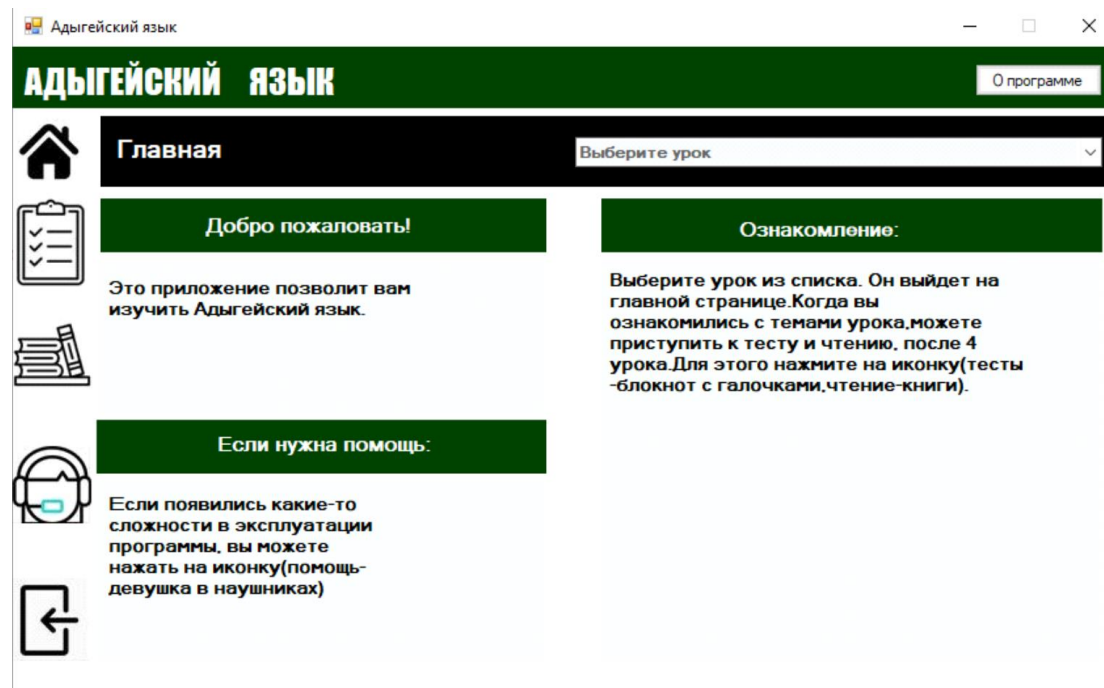 Адыгейский язык
АДЫГЕЙСКИЙ ЯЗЫК
О программе
Главная
Выберите урок
Добро пожаловать!
Это приложение позволит вам
изучить Адыгейский язык.
Ознакомление:
Выберите урок из списка. Он выйдет на
главной странице.Когда вы
ознакомились с темами урока,можете
приступить к тесту и чтению, после 4
урока.Для этого нажмите на иконку(тесты
-блокнот с галочками,чтение-книги).
Если нужна помощь:
Если появились какие-то
сложности в эксплуатации
программы, вы можете
нажать на иконку(помощь-
девушка в наушниках)